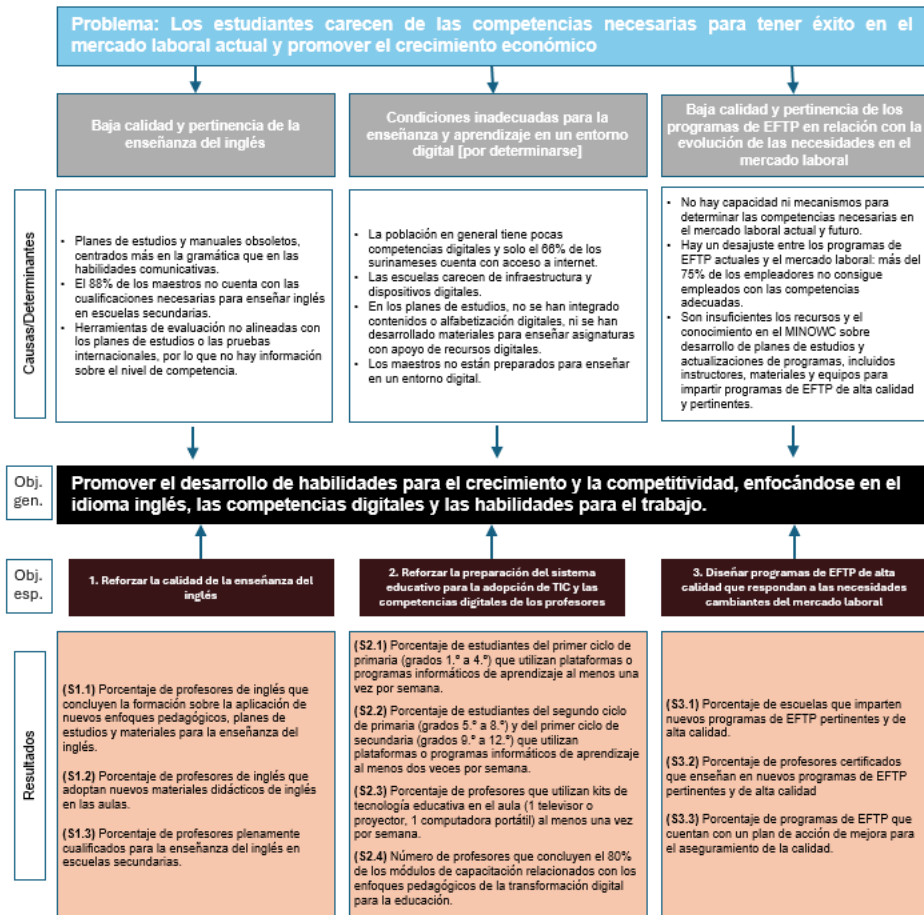 Problema: Los estudiantes carecen de las competencias necesarias para tener éxito en el
mercado laboral actual y promover el crecimiento económico
Baja calidad y pertinencia de la
enseñanza del inglés
Condiciones inadecuadas para la
enseñanza y aprendizaje en un entorno
digital [por determinarse]
Baja calidad y pertinencia de los
programas de EFTP en relación con la
evolución de las necesidades en el
mercado laboral
Causas/Determinantes
• Planes de estudios y manuales obsoletos,
centrados más en la gramática que en las
habilidades comunicativas.
• El 88% de los maestros no cuenta con las
cualificaciones necesarias para enseñar inglés
en escuelas secundarias.
• Herramientas de evaluación no alineadas con
los planes de estudios o las pruebas
internacionales, por lo que no hay información
sobre el nivel de competencia.
• La población en general tiene pocas
competencias digitales y solo el 66% de los
surinameses cuenta con acceso a internet.
• Las escuelas carecen de infraestructura y
dispositivos digitales.
• En los planes de estudios, no se han integrado
contenidos o alfabetización digitales, ni se han
desarrollado materiales para enseñar asignaturas
con apoyo de recursos digitales.
• Los maestros no están preparados para enseñar
en un entorno digital.
• No hay capacidad ni mecanismos para
determinar las competencias necesarias en
el mercado laboral actual y futuro.
• Hay un desajuste entre los programas de
EFTP actuales y el mercado laboral: más del
75% de los empleadores no consigue
empleados con las competencias
adecuadas.
• Son insuficientes los recursos y el
conocimiento en el MINOWC sobre
desarrollo de planes de estudios y
actualizaciones de programas, incluidos
instructores, materiales y equipos para
impartir programas de EFTP de alta calidad
y pertinentes.
Obj.
gen.
Promover el desarrollo de habilidades para el crecimiento y la competitividad, enfocándose en el
idioma inglés, las competencias digitales y las habilidades para el trabajo.
Obj.
esp.
1. Reforzar la calidad de la enseñanza del
inglés
2. Reforzar la preparación del sistema
educativo para la adopción de TIC y las
competencias digitales de los profesores
3. Diseñar programas de EFTP de alta
calidad que respondan a las necesidades
cambiantes del mercado laboral
Resultados
(S1.1) Porcentaje de profesores de inglés que
concluyen la formación sobre la aplicación de
nuevos enfoques pedagógicos, planes de
estudios y materiales para la enseñanza del
inglés.
(S1.2) Porcentaje de profesores de inglés que
adoptan nuevos materiales didácticos de inglés
en las aulas.
(S1.3) Porcentaje de profesores plenamente
cualificados para la enseñanza del inglés en
escuelas secundarias.
(S2.1) Porcentaje de estudiantes del primer ciclo de
primaria (grados 1.º a 4.º) que utilizan plataformas o
programas informáticos de aprendizaje al menos una
vez por semana.
(S2.2) Porcentaje de estudiantes del segundo ciclo
de primaria (grados 5.º a 8.º) y del primer ciclo de
secundaria (grados 9.º a 12.º) que utilizan
plataformas o programas informáticos de aprendizaje
al menos dos veces por semana.
(S2.3) Porcentaje de profesores que utilizan kits de
tecnología educativa en el aula (1 televisor o
proyector, 1 computadora portátil) al menos una vez
por semana.
(S2.4) Número de profesores que concluyen el 80%
de los módulos de capacitación relacionados con los
enfoques pedagógicos de la transformación digital
para la educación.
(S3.1) Porcentaje de escuelas que imparten
nuevos programas de EFTP pertinentes y de
alta calidad.
(S3.2) Porcentaje de profesores certificados
que enseñan en nuevos programas de EFTP
pertinentes y de alta calidad
(S3.3) Porcentaje de programas de EFTP que
cuentan con un plan de acción de mejora para
el aseguramiento de la calidad.